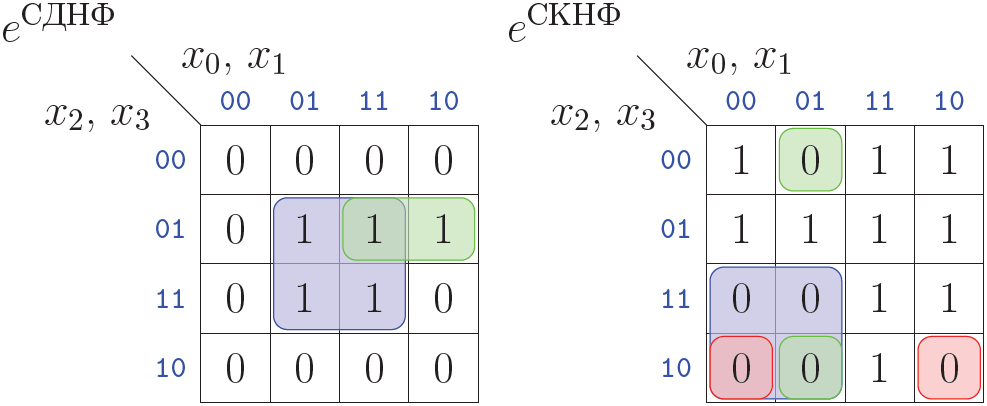 e^СДНФ e^СКНФ
x₀, x₁ x₀, x₁
00 01 11 10 00 01 11 10
x₂, x₃ x₂, x₃
00 0 0 0 0 00 1 0 1 1
01 0 1 1 1 01 1 1 1 1
11 0 1 1 0 11 0 0 1 1
10 0 0 0 0 10 0 0 1 0